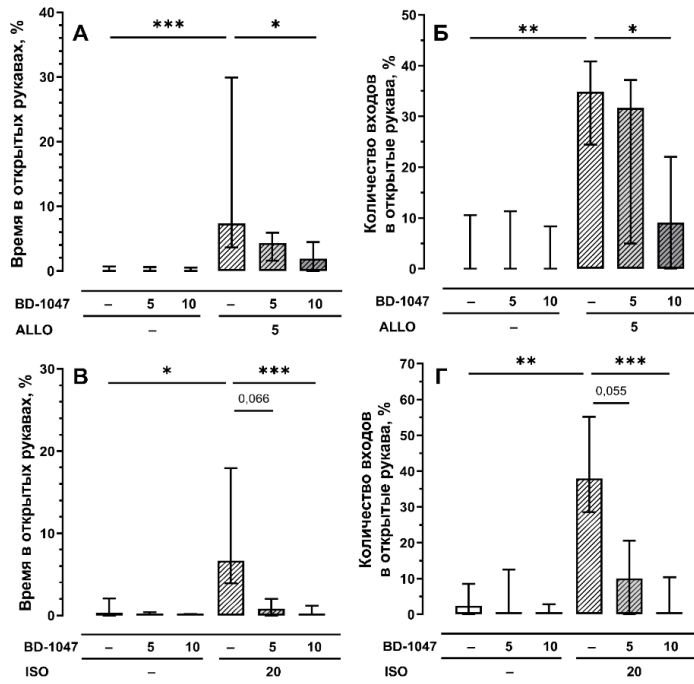 А
*** *
Время в открытых рукавах, %
40
30
20
10
0
BD-1047 – 5 10 – 5 10
ALLO – 5
Б
** *
Количество входов
в открытые рукава, %
50
40
30
20
10
0
BD-1047 – 5 10 – 5 10
ALLO – 5
В
* ***
0,066
Время в открытых рукавах, %
30
20
10
0
BD-1047 – 5 10 – 5 10
ISO – 20
Г
** ***
0,055
Количество входов
в открытые рукава, %
70
60
50
40
30
20
10
0
BD-1047 – 5 10 – 5 10
ISO – 20